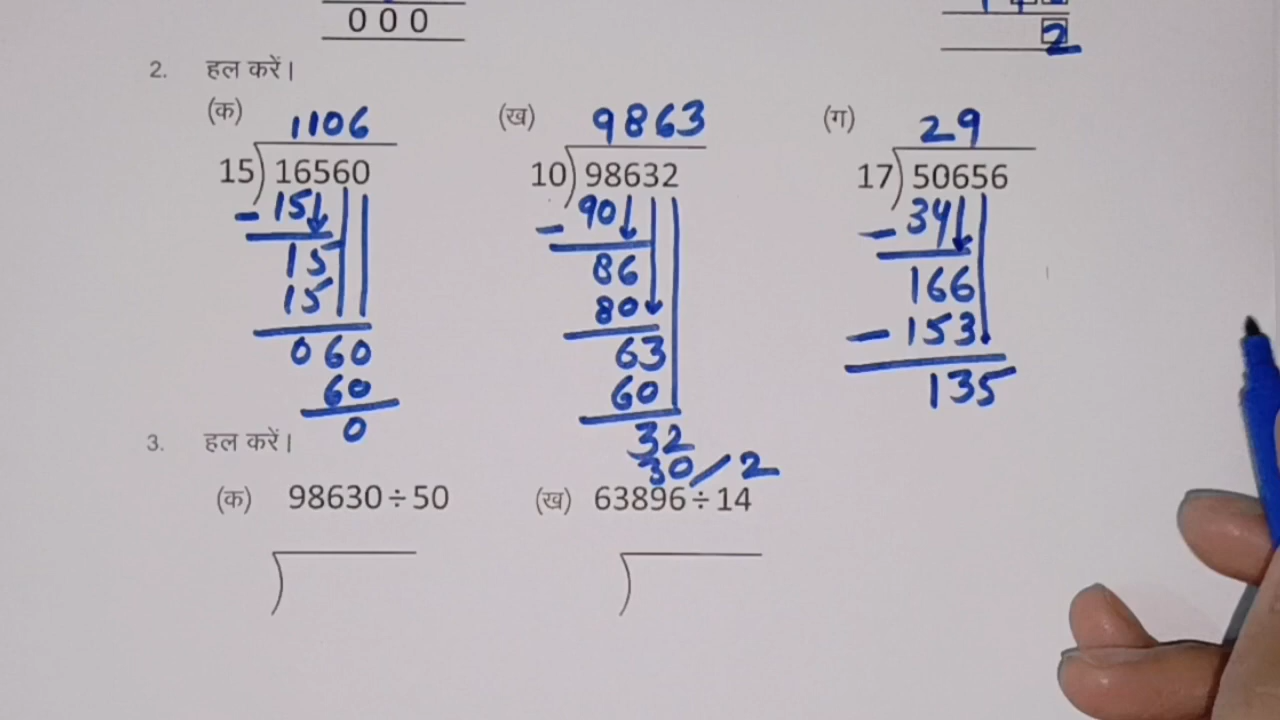 0 0 0
2
2. हल करें।
(क) 1106
15)16560
- 15
15
15
060
60
0
(ख) 9863
10)98632
- 90
86
80
63
60
32
30/2
(ग) 29
17)50656
- 34
166
- 153
135
3. हल करें।
(क) 98630÷50
(ख) 63896÷14